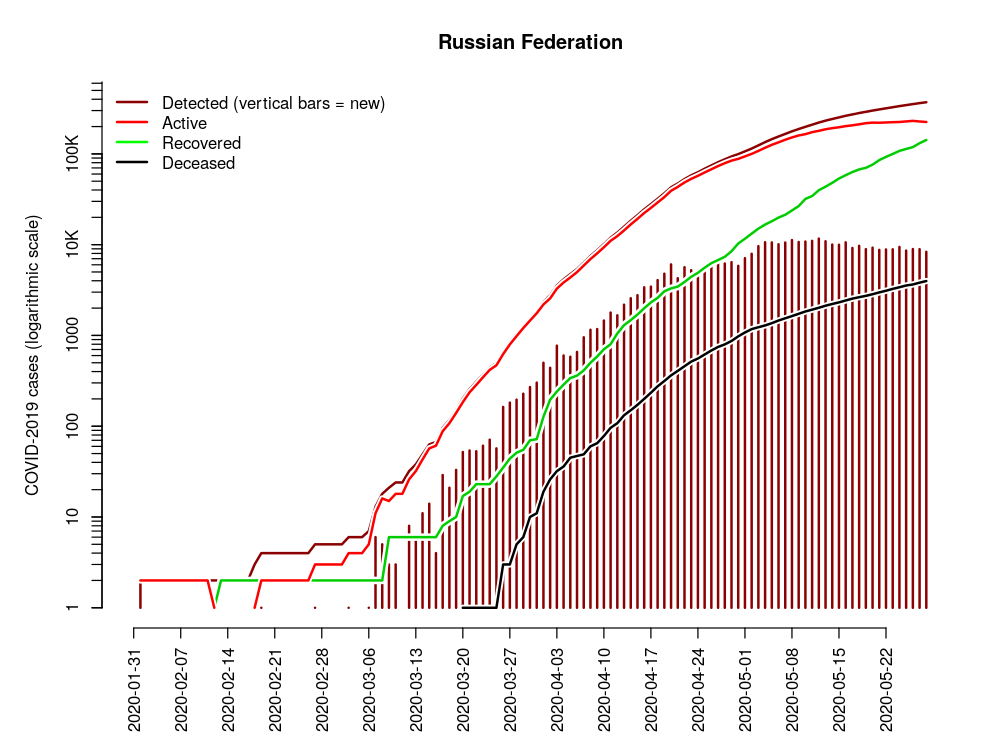 Russian Federation
Detected (vertical bars = new)
Active
Recovered
Deceased
COVID-2019 cases (logarithmic scale)
100K
10K
1000
100
10
1
2020-01-31
2020-02-07
2020-02-14
2020-02-21
2020-02-28
2020-03-06
2020-03-13
2020-03-20
2020-03-27
2020-04-03
2020-04-10
2020-04-17
2020-04-24
2020-05-01
2020-05-08
2020-05-15
2020-05-22